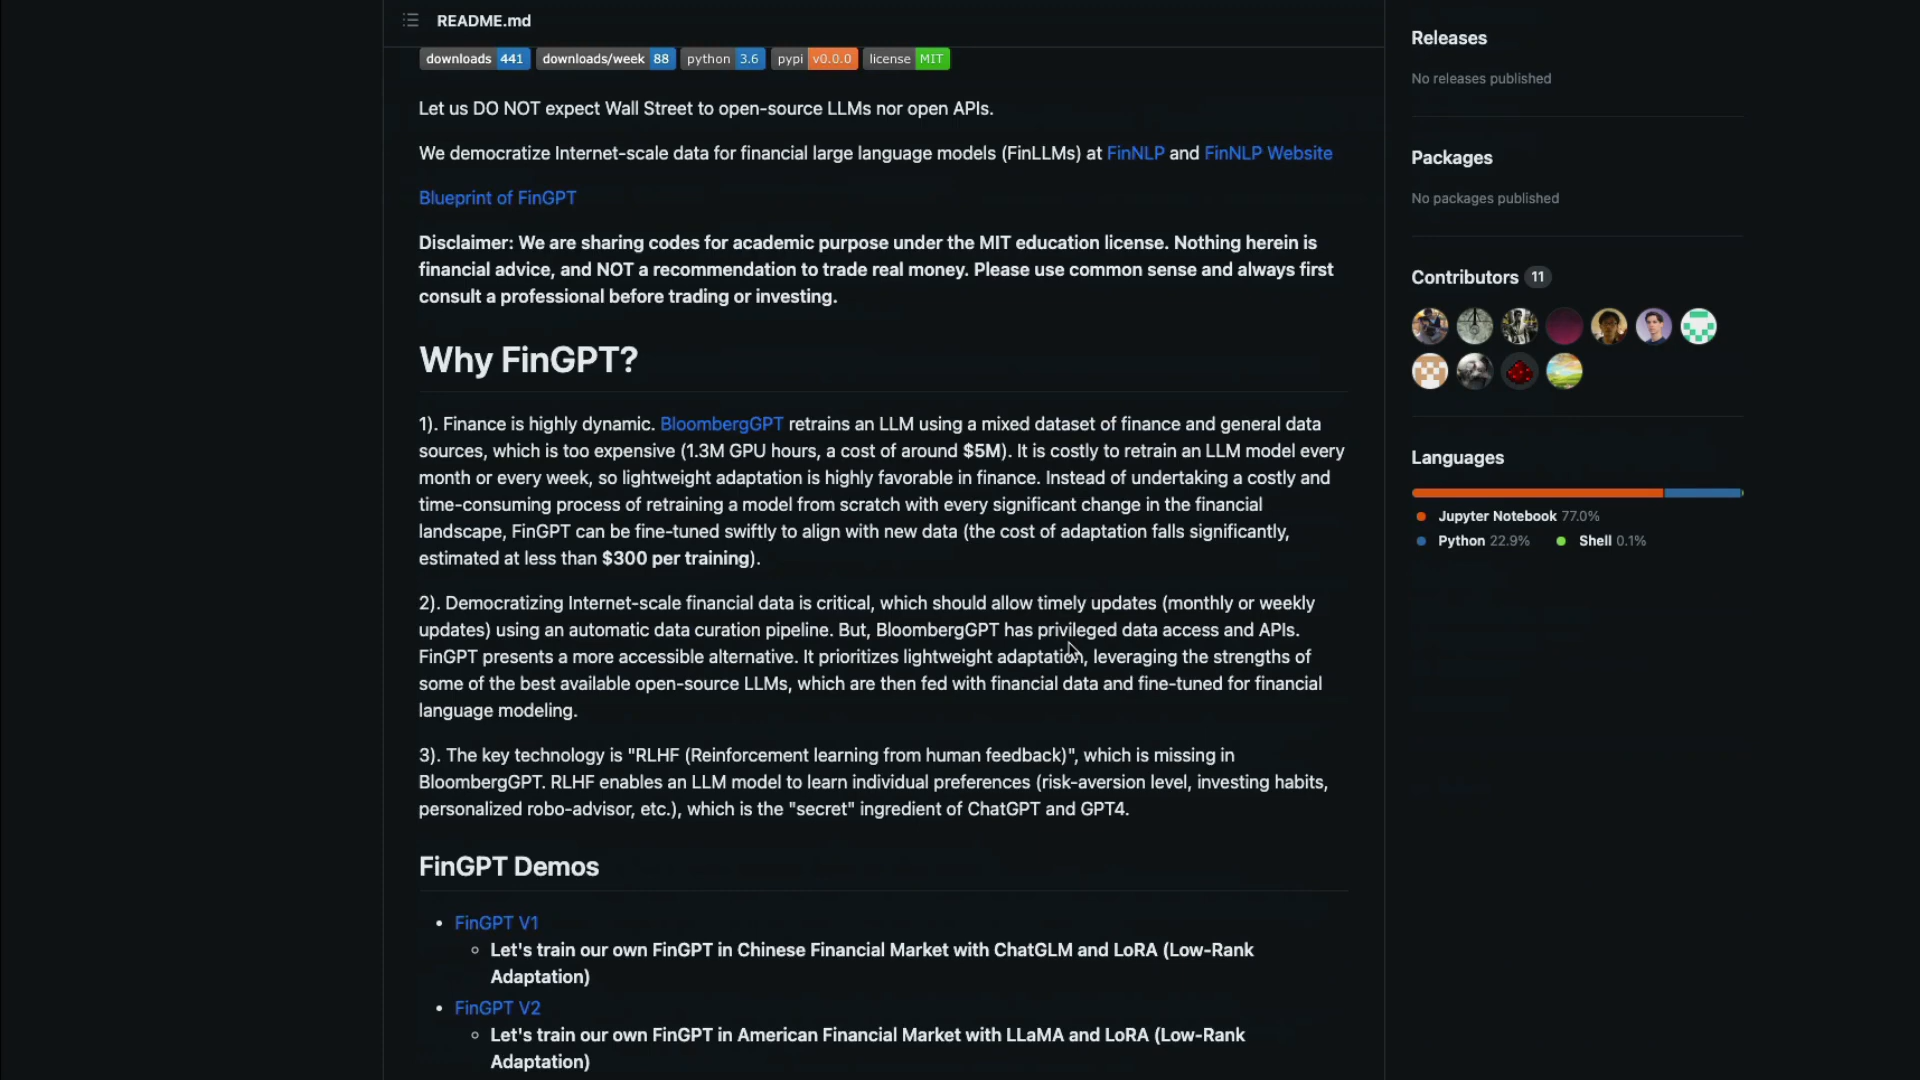 README.md
downloads 441 downloads/week 88 python 3.6 pypi v0.0.0 license MIT
Let us DO NOT expect Wall Street to open-source LLMs nor open APIs.
We democratize Internet-scale data for financial large language models (FinLLMs) at FinNLP and FinNLP Website
Blueprint of FinGPT
Disclaimer: We are sharing codes for academic purpose under the MIT education license. Nothing herein is
financial advice, and NOT a recommendation to trade real money. Please use common sense and always first
consult a professional before trading or investing.
Why FinGPT?
1). Finance is highly dynamic. BloombergGPT retrains an LLM using a mixed dataset of finance and general data
sources, which is too expensive (1.3M GPU hours, a cost of around $5M). It is costly to retrain an LLM model every
month or every week, so lightweight adaptation is highly favorable in finance. Instead of undertaking a costly and
time-consuming process of retraining a model from scratch with every significant change in the financial
landscape, FinGPT can be fine-tuned swiftly to align with new data (the cost of adaptation falls significantly,
estimated at less than $300 per training).
2). Democratizing Internet-scale financial data is critical, which should allow timely updates (monthly or weekly
updates) using an automatic data curation pipeline. But, BloombergGPT has privileged data access and APIs.
FinGPT presents a more accessible alternative. It prioritizes lightweight adaptation, leveraging the strengths of
some of the best available open-source LLMs, which are then fed with financial data and fine-tuned for financial
language modeling.
3). The key technology is "RLHF (Reinforcement learning from human feedback)", which is missing in
BloombergGPT. RLHF enables an LLM model to learn individual preferences (risk-aversion level, investing habits,
personalized robo-advisor, etc.), which is the "secret" ingredient of ChatGPT and GPT4.
FinGPT Demos
• FinGPT V1
◦ Let's train our own FinGPT in Chinese Financial Market with ChatGLM and LoRA (Low-Rank
Adaptation)
• FinGPT V2
◦ Let's train our own FinGPT in American Financial Market with LLaMA and LoRA (Low-Rank
Adaptation)
Releases
No releases published
Packages
No packages published
Contributors 11
Languages
Jupyter Notebook 77.0%
Python 22.9% Shell 0.1%